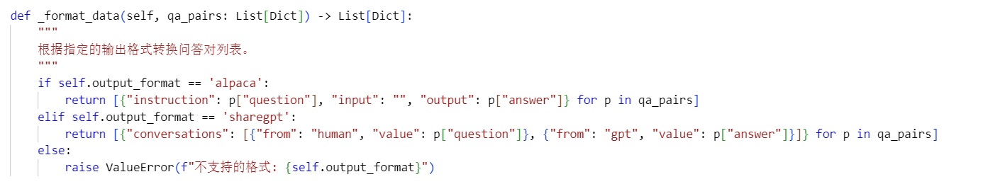 def _format_data(self, qa_pairs: List[Dict]) -> List[Dict]:
    """
    根据指定的输出格式转换问答对列表。
    """
    if self.output_format == 'alpaca':
        return [{"instruction": p["question"], "input": "", "output": p["answer"]} for p in qa_pairs]
    elif self.output_format == 'sharegpt':
        return [{"conversations": [{"from": "human", "value": p["question"]}, {"from": "gpt", "value": p["answer"]}]} for p in qa_pairs]
    else:
        raise ValueError(f"不支持的格式: {self.output_format}")